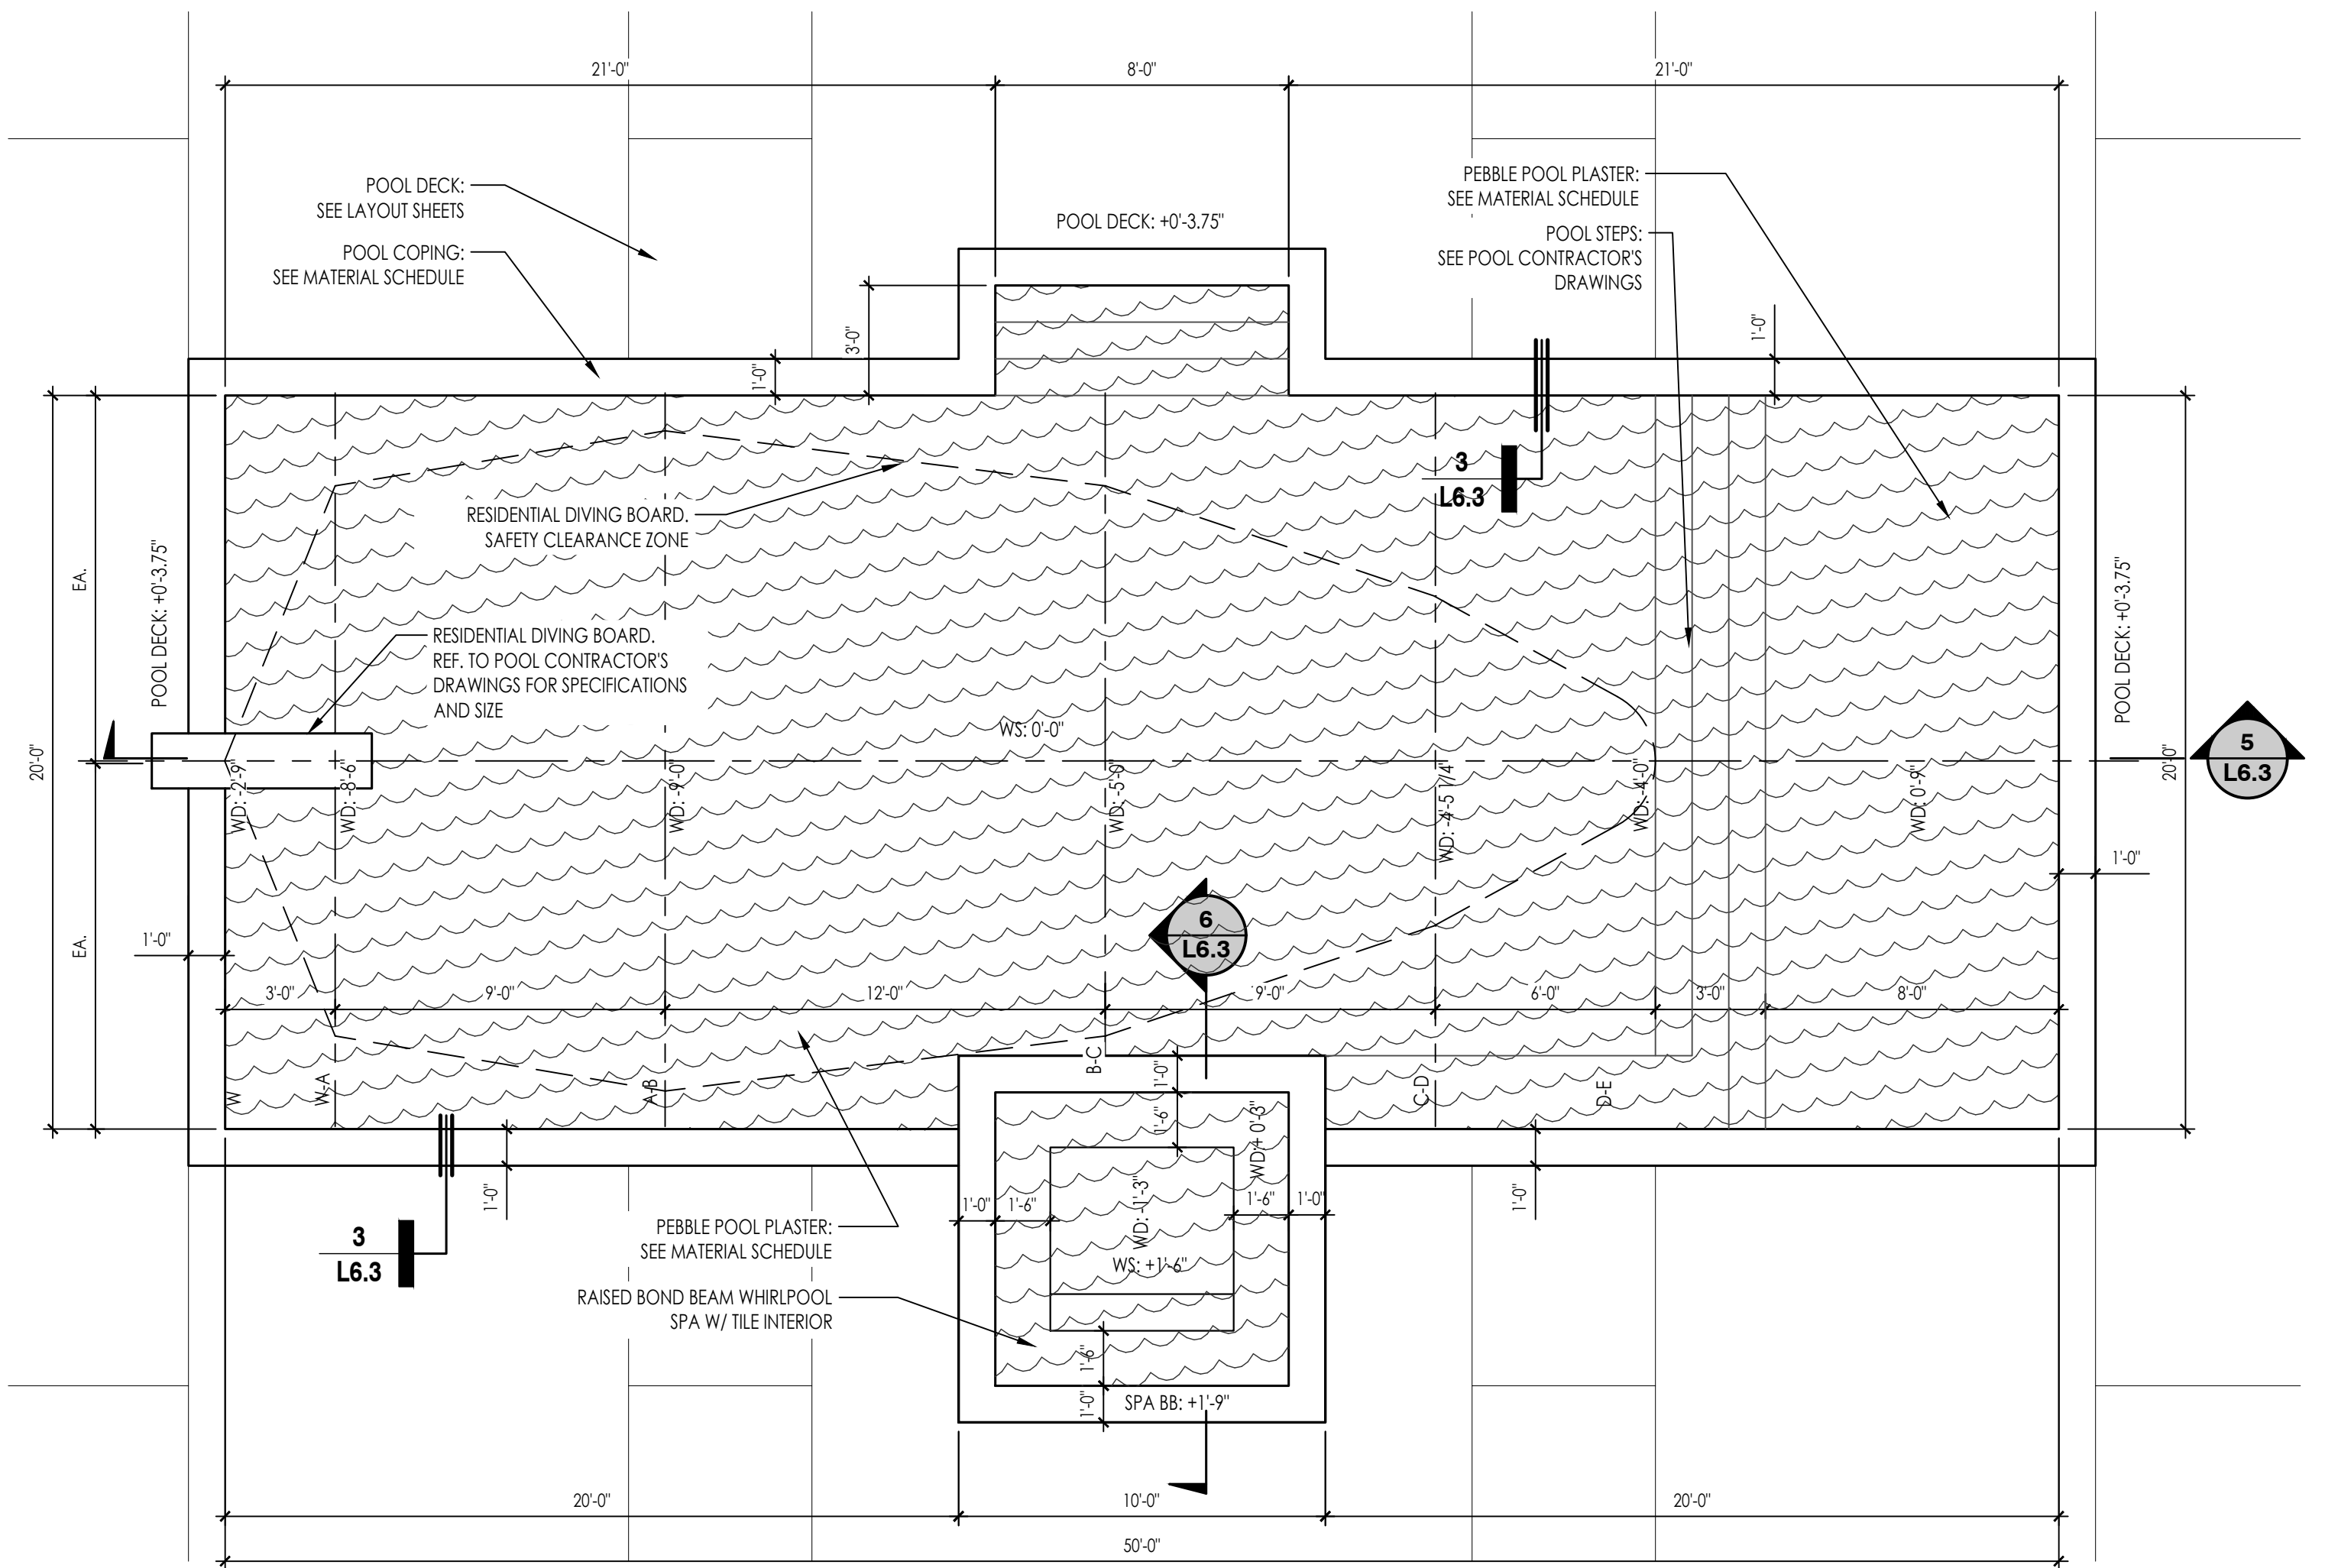 21'-0"
8'-0"
21'-0"
POOL DECK:
SEE LAYOUT SHEETS
POOL COPING:
SEE MATERIAL SCHEDULE
POOL DECK: +0'-3.75"
PEBBLE POOL PLASTER:
SEE MATERIAL SCHEDULE
POOL STEPS:
SEE POOL CONTRACTOR'S
DRAWINGS
3'-0"
1'-0"
1'-0"
3
L6.3
RESIDENTIAL DIVING BOARD.
SAFETY CLEARANCE ZONE
EA.
POOL DECK: +0'-3.75"
POOL DECK: +0'-3.75"
RESIDENTIAL DIVING BOARD.
REF. TO POOL CONTRACTOR'S
DRAWINGS FOR SPECIFICATIONS
AND SIZE
WS: 0'-0"
20'-0"
20'-0"
5
L6.3
WD: -2'-9"
WD: -8'-6"
WD: -9'-0"
WD: -5'-0"
WD: -4'-5 1/4"
WD: -4'-0"
WD: 0'-9"
1'-0"
6
L6.3
EA.
1'-0"
3'-0"
9'-0"
12'-0"
9'-0"
6'-0"
3'-0"
8'-0"
W
W-A
A-B
B-C
C-D
D-E
1'-0"
1'-6"
WD:+ 0'-3"
1'-0"
1'-0"
1'-6"
WD: -1'-3"
1'-6"
1'-0"
1'-0"
3
L6.3
PEBBLE POOL PLASTER:
SEE MATERIAL SCHEDULE
WS: +1'-6"
RAISED BOND BEAM WHIRLPOOL
SPA W/ TILE INTERIOR
1'-6"
1'-0"
SPA BB: +1'-9"
20'-0"
10'-0"
20'-0"
50'-0"